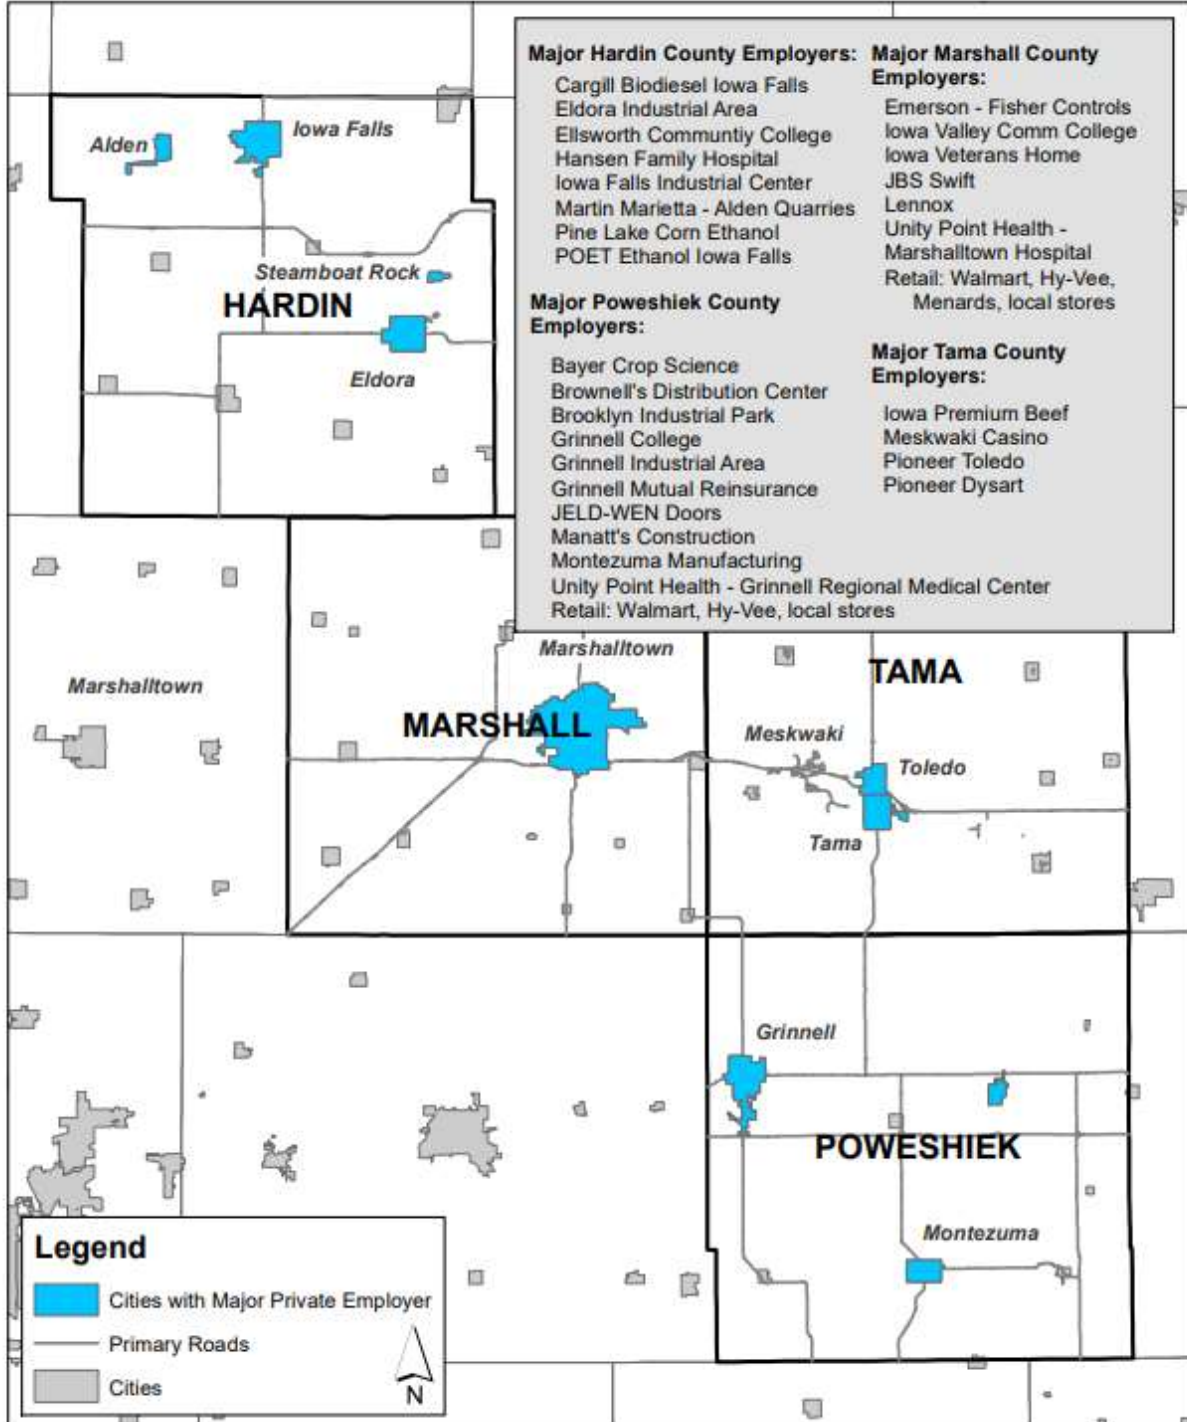 Major Hardin County Employers:
Cargill Biodiesel Iowa Falls
Eldora Industrial Area
Ellsworth Communtiy College
Hansen Family Hospital
Iowa Falls Industrial Center
Martin Marietta - Alden Quarries
Pine Lake Corn Ethanol
POET Ethanol Iowa Falls
Major Poweshiek County
Employers:
Bayer Crop Science
Brownell's Distribution Center
Brooklyn Industrial Park
Grinnell College
Grinnell Industrial Area
Grinnell Mutual Reinsurance
JELD-WEN Doors
Manatt's Construction
Montezuma Manufacturing
Unity Point Health - Grinnell Regional Medical Center
Retail: Walmart, Hy-Vee, local stores
Major Marshall County
Employers:
Emerson - Fisher Controls
Iowa Valley Comm College
Iowa Veterans Home
JBS Swift
Lennox
Unity Point Health -
Marshalltown Hospital
Retail: Walmart, Hy-Vee,
Menards, local stores
Major Tama County
Employers:
Iowa Premium Beef
Meskwaki Casino
Pioneer Toledo
Pioneer Dysart
Alden
Iowa Falls
Steamboat Rock
HARDIN
Eldora
Marshalltown
Marshalltown
MARSHALL
TAMA
Meskwaki
Toledo
Tama
Grinnell
POWESHIEK
Montezuma
Legend
Cities with Major Private Employer
Primary Roads
Cities
N